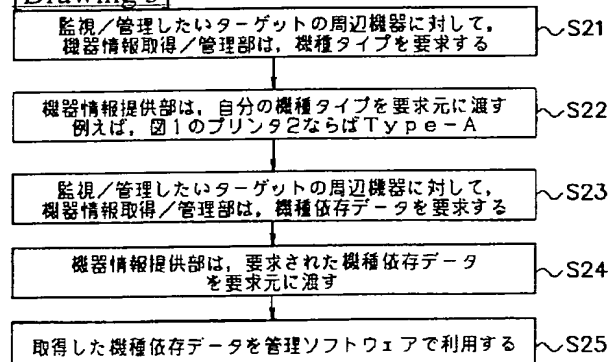 Drawing 3]
監視/管理したいターゲットの周辺機器に対して,
機器情報取得/管理部は,機種タイプを要求する
~S21
機器情報提供部は,自分の機種タイプを要求元に渡す
例えば,図1のプリンタ2ならばType-A
~S22
監視/管理したいターゲットの周辺機器に対して,
機器情報取得/管理部は,機種依存データを要求する
~S23
機器情報提供部は,要求された機種依存データ
を要求元に渡す
~S24
取得した機種依存データを管理ソフトウェアで利用する
~S25